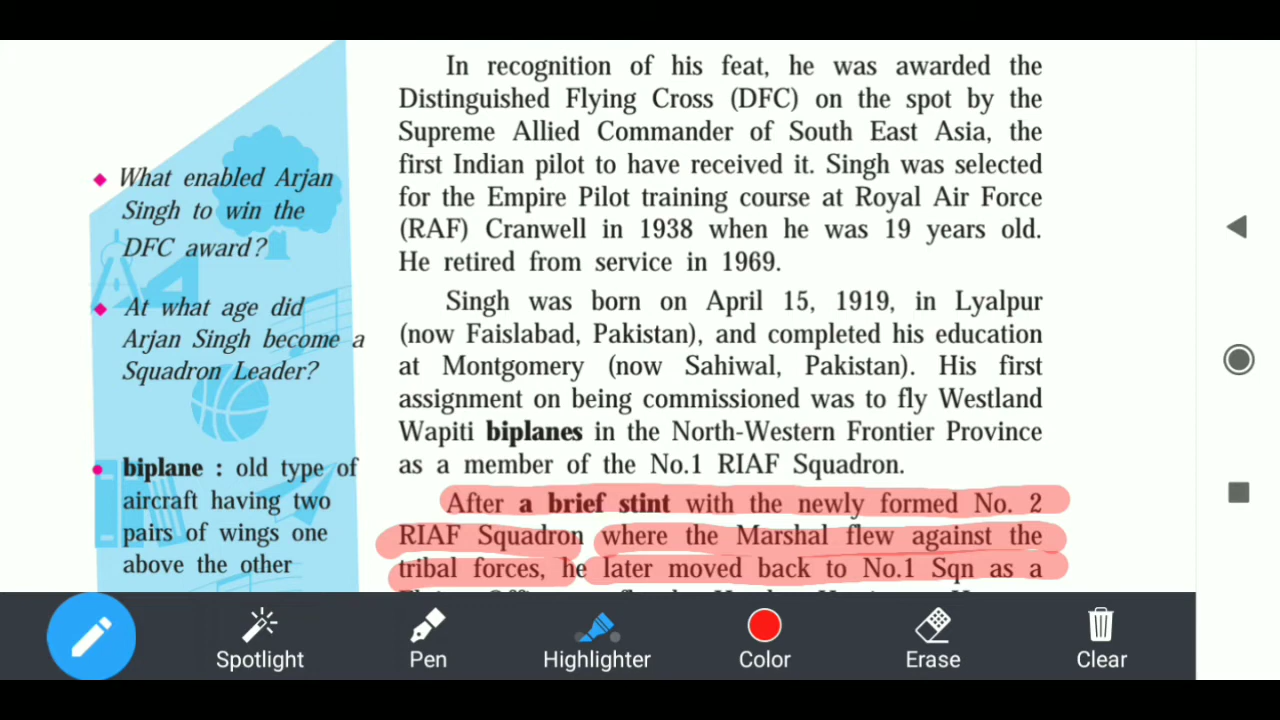 In recognition of his feat, he was awarded the
Distinguished Flying Cross (DFC) on the spot by the
Supreme Allied Commander of South East Asia, the
first Indian pilot to have received it. Singh was selected
for the Empire Pilot training course at Royal Air Force
(RAF) Cranwell in 1938 when he was 19 years old.
He retired from service in 1969.
Singh was born on April 15, 1919, in Lyalpur
(now Faislabad, Pakistan), and completed his education
at Montgomery (now Sahiwal, Pakistan). His first
assignment on being commissioned was to fly Westland
Wapiti biplanes in the North-Western Frontier Province
as a member of the No.1 RIAF Squadron.
After a brief stint with the newly formed No. 2
RIAF Squadron where the Marshal flew against the
tribal forces, he later moved back to No.1 Sqn as a
What enabled Arjan
Singh to win the
DFC award?
At what age did
Arjan Singh become a
Squadron Leader?
biplane : old type of
aircraft having two
pairs of wings one
above the other
Spotlight
Pen
Highlighter
Color
Erase
Clear